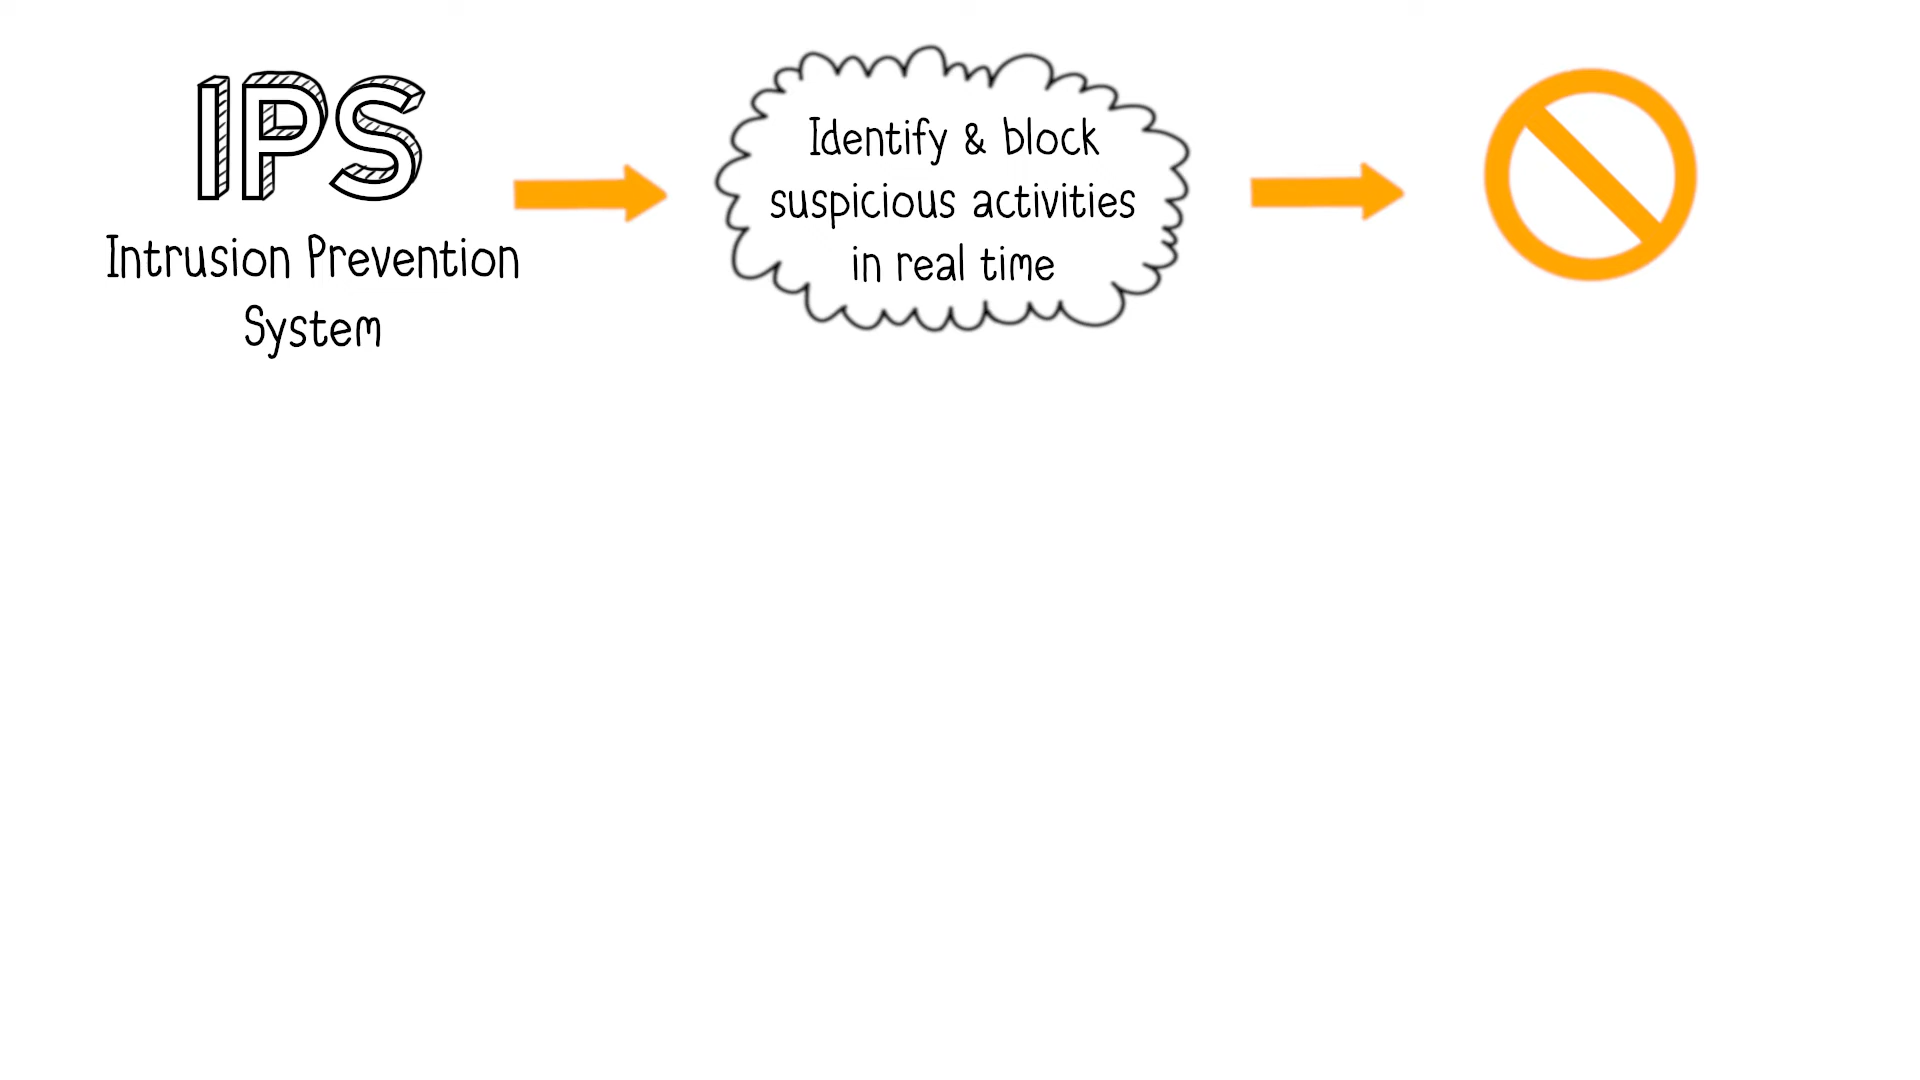 IPS
Intrusion Prevention
System
Identify & block
suspicious activities
in real time